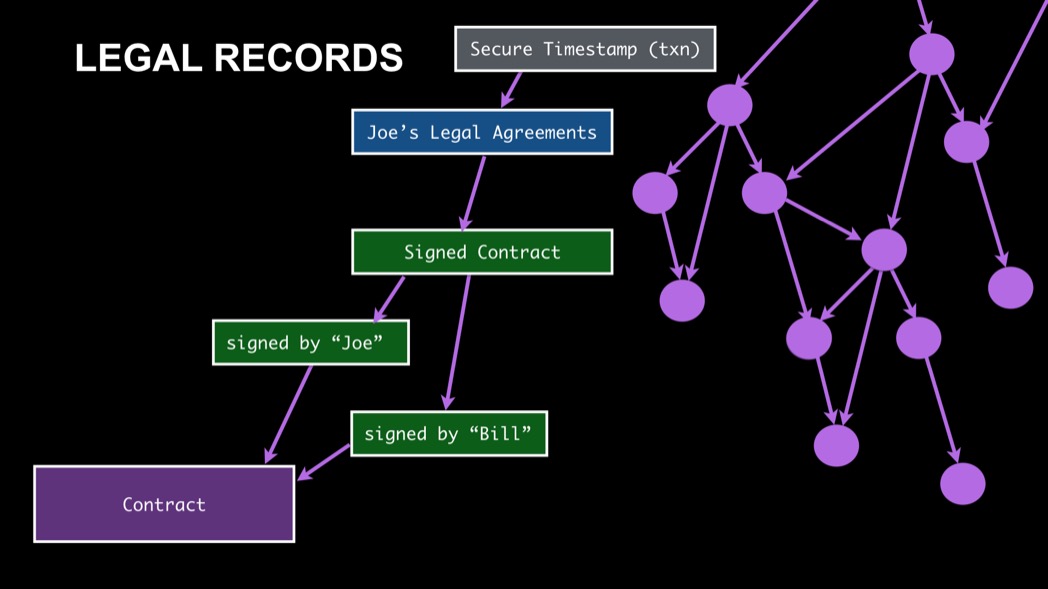 LEGAL RECORDS
Secure Timestamp (txn)
Joe’s Legal Agreements
Signed Contract
signed by “Joe”
signed by “Bill”
Contract